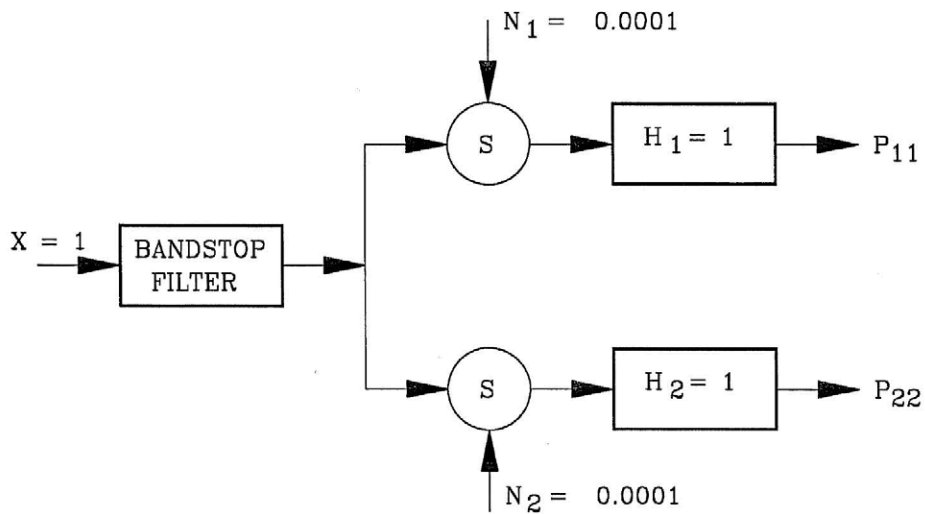 N₁ = 0.0001
S
H₁ = 1
P₁₁
X = 1
BANDSTOP
FILTER
S
H₂ = 1
P₂₂
N₂ = 0.0001